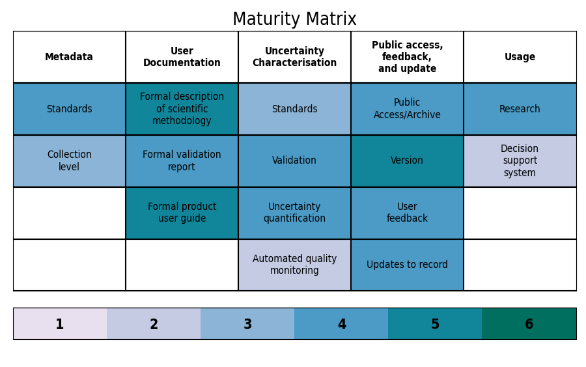 Maturity Matrix
Metadata
User
Documentation
Uncertainty
Characterisation
Public access,
feedback,
and update
Usage
Standards
Formal description
of scientific
methodology
Standards
Public
Access/Archive
Research
Collection
level
Formal validation
report
Validation
Version
Decision
support
system
Formal product
user guide
Uncertainty
quantification
User
feedback
Automated quality
monitoring
Updates to record
1 2 3 4 5 6